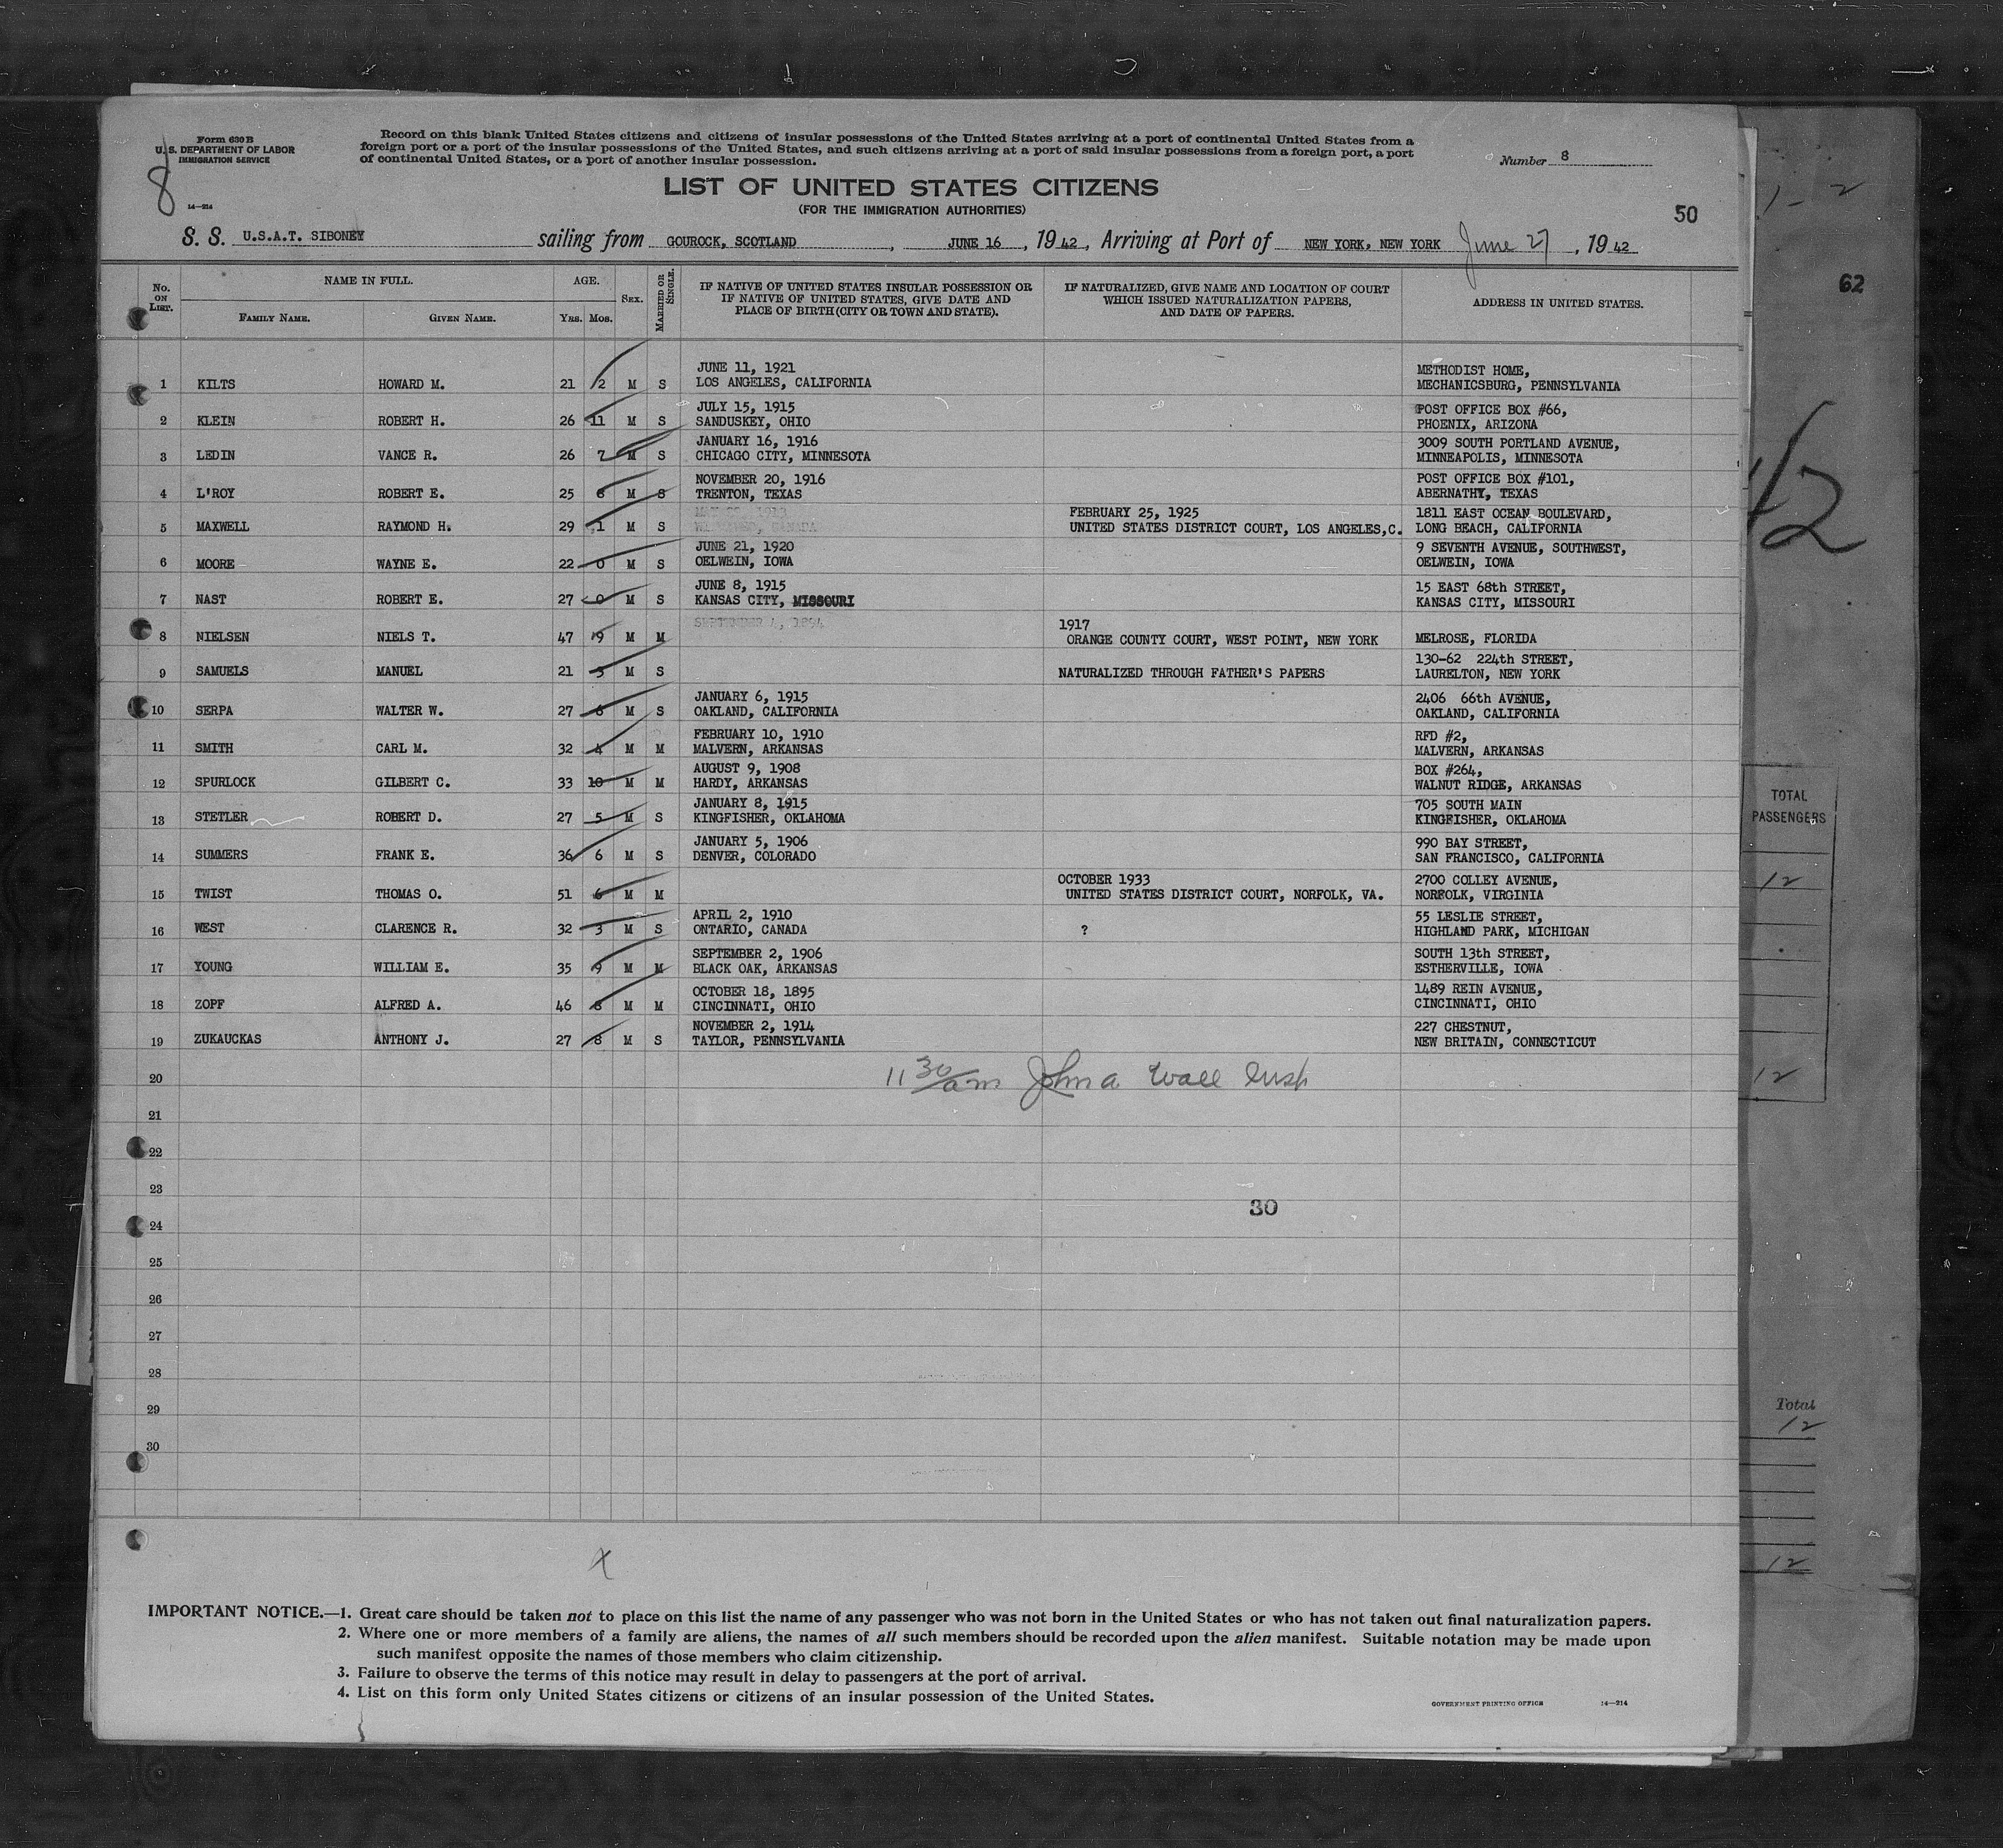 Form 630 B
U. S. DEPARTMENT OF LABOR
IMMIGRATION SERVICE
14—214
8
Record on this blank United States citizens and citizens of insular possessions of the United States arriving at a port of continental United States from a
foreign port or a port of the insular possessions of the United States, and such citizens arriving at a port of said insular possessions from a foreign port, a port
of continental United States, or a port of another insular possession.
Number 8
LIST OF UNITED STATES CITIZENS
(FOR THE IMMIGRATION AUTHORITIES)
50
S. S. U.S.A.T. SIBONEY sailing from GOUROCK, SCOTLAND, JUNE 16, 1942, Arriving at Port of NEW YORK, NEW YORK June 27, 1942
No. ON LIST. NAME IN FULL. AGE. SEX. MARRIED OR SINGLE. IF NATIVE OF UNITED STATES INSULAR POSSESSION OR IF NATIVE OF UNITED STATES, GIVE DATE AND PLACE OF BIRTH (CITY OR TOWN AND STATE). IF NATURALIZED, GIVE NAME AND LOCATION OF COURT WHICH ISSUED NATURALIZATION PAPERS, AND DATE OF PAPERS. ADDRESS IN UNITED STATES.
FAMILY NAME. GIVEN NAME. YRS. MOS.
JUNE 11, 1921 METHODIST HOME,
1 KILTS HOWARD M. 21 2 M S LOS ANGELES, CALIFORNIA MECHANICSBURG, PENNSYLVANIA
JULY 15, 1915 POST OFFICE BOX #66,
2 KLEIN ROBERT H. 26 11 M S SANDUSKEY, OHIO PHOENIX, ARIZONA
JANUARY 16, 1916 3009 SOUTH PORTLAND AVENUE,
3 LEDIN VANCE R. 26 M S CHICAGO CITY, MINNESOTA MINNEAPOLIS, MINNESOTA
NOVEMBER 20, 1916 POST OFFICE BOX #101,
4 L'ROY ROBERT E. 25 M S TRENTON, TEXAS ABERNATHY, TEXAS
FEBRUARY 25, 1925 1811 EAST OCEAN BOULEVARD,
5 MAXWELL RAYMOND H. 29 1 M S CANADA UNITED STATES DISTRICT COURT, LOS ANGELES,C. LONG BEACH, CALIFORNIA
JUNE 21, 1920 9 SEVENTH AVENUE, SOUTHWEST,
6 MOORE WAYNE E. 22 0 M S OELWEIN, IOWA OELWEIN, IOWA
JUNE 8, 1915 15 EAST 68th STREET,
7 NAST ROBERT E. 27 0 M S KANSAS CITY, MISSOURI KANSAS CITY, MISSOURI
SEPTEMBER 4, 1894 1917
8 NIELSEN NIELS T. 47 9 M M ORANGE COUNTY COURT, WEST POINT, NEW YORK MELROSE, FLORIDA
130-62 224th STREET,
9 SAMUELS MANUEL 21 M S NATURALIZED THROUGH FATHER'S PAPERS LAURELTON, NEW YORK
JANUARY 6, 1915 2406 66th AVENUE,
10 SERPA WALTER W. 27 M S OAKLAND, CALIFORNIA OAKLAND, CALIFORNIA
FEBRUARY 10, 1910 RFD #2,
11 SMITH CARL M. 32 4 M M MALVERN, ARKANSAS MALVERN, ARKANSAS
AUGUST 9, 1908 BOX #264,
12 SPURLOCK GILBERT C. 33 10 M M HARDY, ARKANSAS WALNUT RIDGE, ARKANSAS
JANUARY 8, 1915 705 SOUTH MAIN
13 STETLER ROBERT D. 27 5 M S KINGFISHER, OKLAHOMA KINGFISHER, OKLAHOMA
JANUARY 5, 1906 990 BAY STREET,
14 SUMMERS FRANK E. 36 6 M S DENVER, COLORADO SAN FRANCISCO, CALIFORNIA
OCTOBER 1933 2700 COLLEY AVENUE,
15 TWIST THOMAS O. 51 6 M M UNITED STATES DISTRICT COURT, NORFOLK, VA. NORFOLK, VIRGINIA
APRIL 2, 1910 55 LESLIE STREET,
16 WEST CLARENCE R. 32 3 M S ONTARIO, CANADA ? HIGHLAND PARK, MICHIGAN
SEPTEMBER 2, 1906 SOUTH 13th STREET,
17 YOUNG WILLIAM E. 35 9 M M BLACK OAK, ARKANSAS ESTHERVILLE, IOWA
OCTOBER 18, 1895 1489 REIN AVENUE,
18 ZOPF ALFRED A. 46 8 M M CINCINNATI, OHIO CINCINNATI, OHIO
NOVEMBER 2, 1914 227 CHESTNUT,
19 ZUKAUCKAS ANTHONY J. 27 8 M S TAYLOR, PENNSYLVANIA NEW BRITAIN, CONNECTICUT
20 11 30/am John a Wall Insp
21
22
23
30
24
25
26
27
28
29
30
X
IMPORTANT NOTICE.—1. Great care should be taken not to place on this list the name of any passenger who was not born in the United States or who has not taken out final naturalization papers.
2. Where one or more members of a family are aliens, the names of all such members should be recorded upon the alien manifest. Suitable notation may be made upon
such manifest opposite the names of those members who claim citizenship.
3. Failure to observe the terms of this notice may result in delay to passengers at the port of arrival.
4. List on this form only United States citizens or citizens of an insular possession of the United States.
GOVERNMENT PRINTING OFFICE 14—214
62
TOTAL
PASSENGERS
12
12
Total
12
12